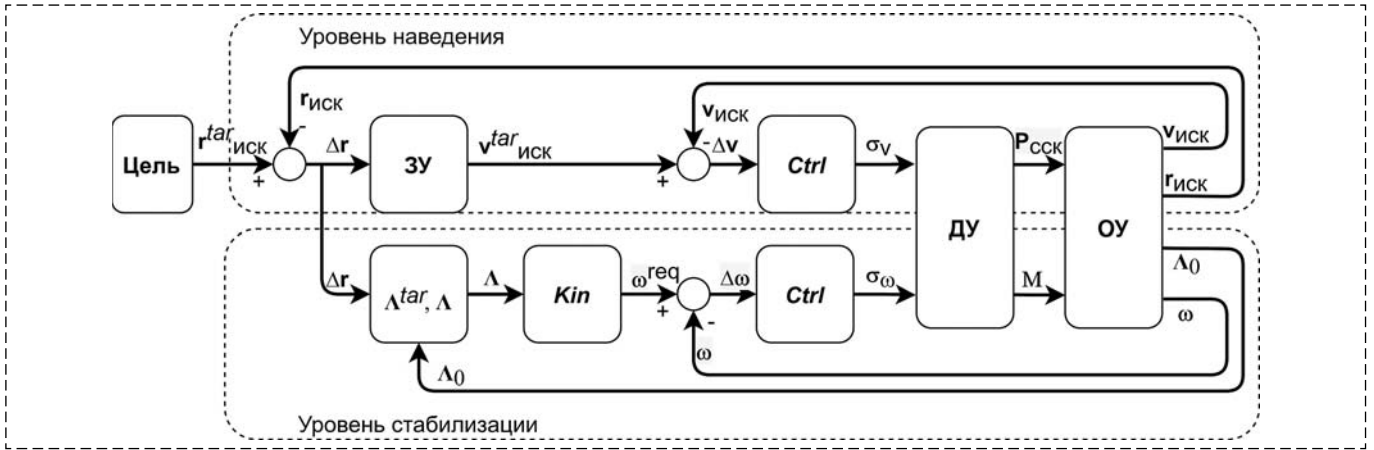 Уровень наведения
r_иск
-
v_иск
Цель
r^tar_иск
+
Δr
ЗУ
v^tar_иск
+
-Δv
Ctrl
σ_v
ДУ
P_сск
ОУ
v_иск
r_иск
Δr
Λ^tar, Λ
Λ
Kin
ω^req
+
Δω
-
Ctrl
σ_ω
M
Λ_0
ω
ω
Λ_0
Уровень стабилизации